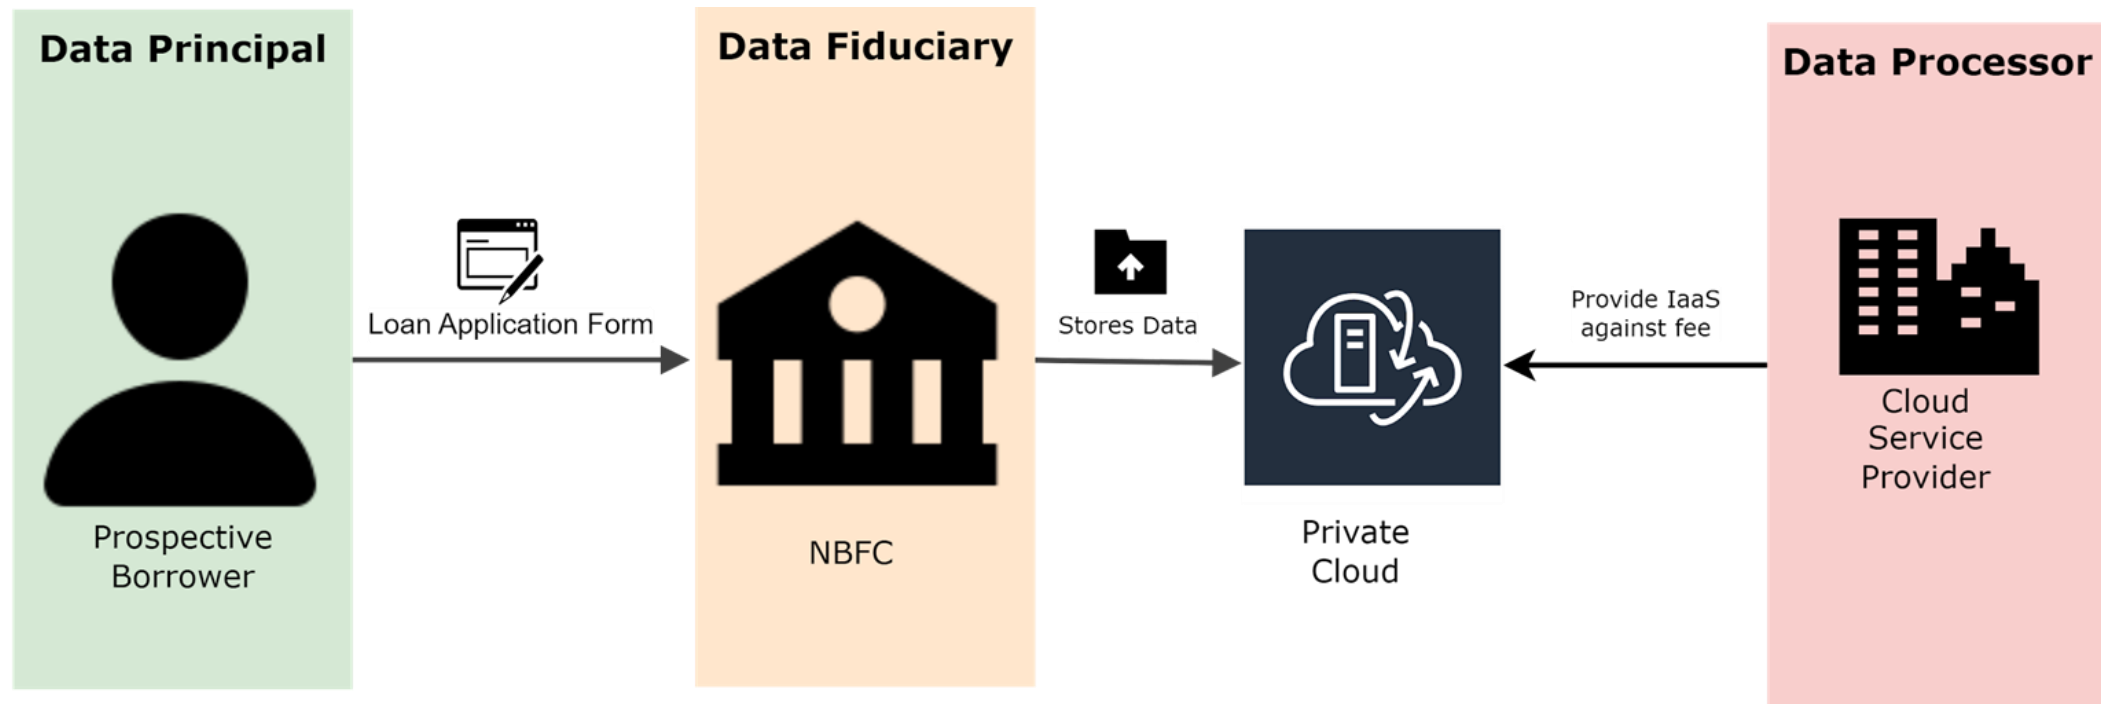 Data Principal
Prospective
Borrower
Loan Application Form
Data Fiduciary
NBFC
Stores Data
Private
Cloud
Provide IaaS
against fee
Data Processor
Cloud
Service
Provider